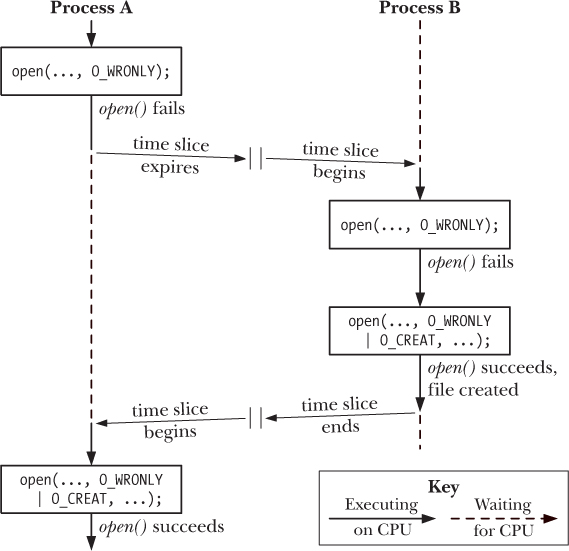 Process A
Process B
open(..., O_WRONLY);
open() fails
time slice
expires
time slice
begins
open(..., O_WRONLY);
open() fails
open(..., O_WRONLY
| O_CREAT, ...);
open() succeeds,
file created
time slice
begins
time slice
ends
open(..., O_WRONLY
| O_CREAT, ...);
open() succeeds
Key
Executing
on CPU
Waiting
for CPU